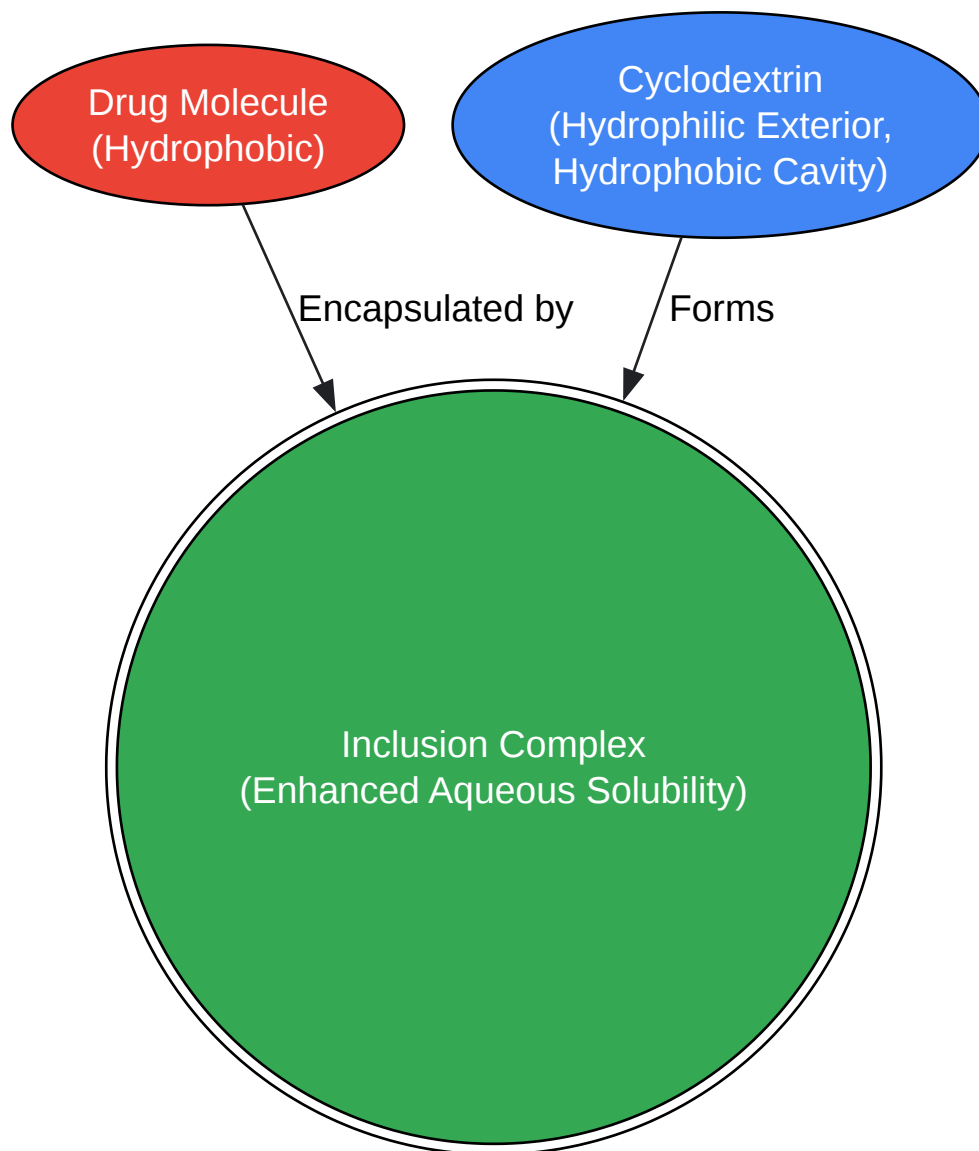 Drug Molecule
(Hydrophobic)
Cyclodextrin
(Hydrophilic Exterior,
Hydrophobic Cavity)
Encapsulated by
Forms
Inclusion Complex
(Enhanced Aqueous Solubility)